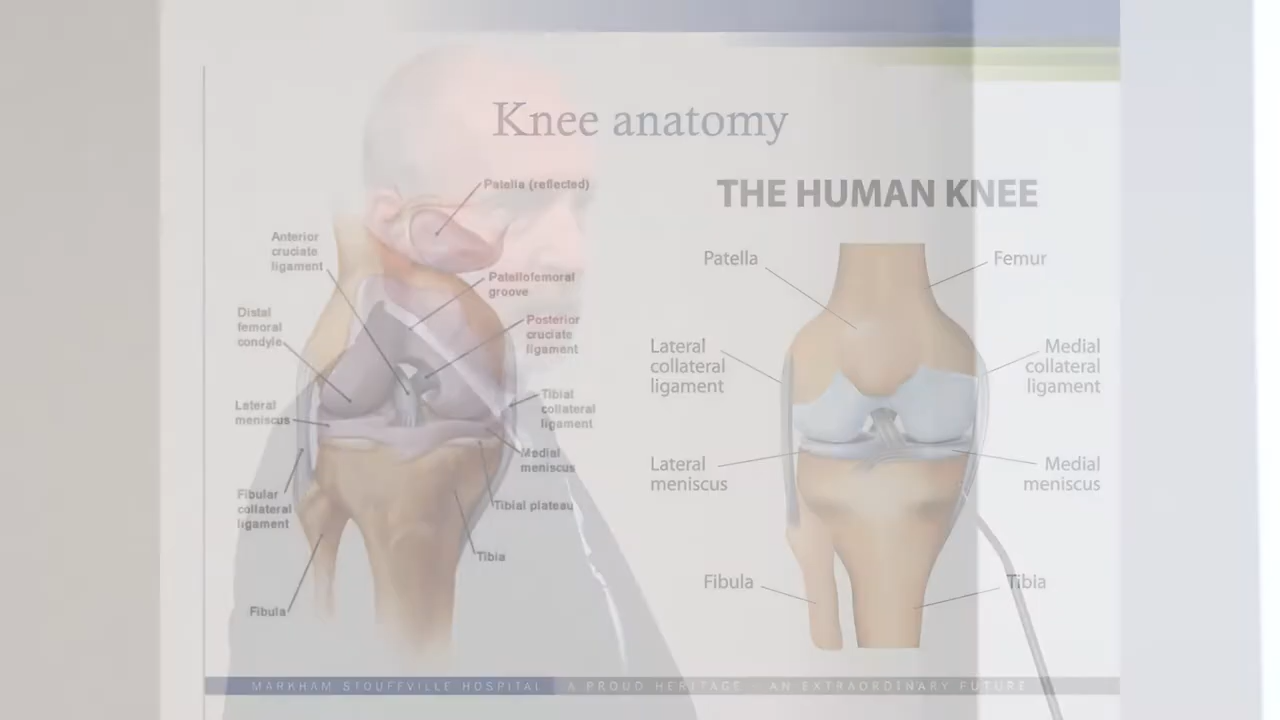 Knee anatomy
Patella (reflected)
Anterior
cruciate
ligament
Patellofemoral
groove
Distal
femoral
condyle
Posterior
cruciate
ligament
Lateral
meniscus
Tibial
collateral
ligament
Medial
meniscus
Fibular
collateral
ligament
Tibial plateau
Tibia
Fibula
THE HUMAN KNEE
Patella
Femur
Lateral
collateral
ligament
Medial
collateral
ligament
Lateral
meniscus
Medial
meniscus
Fibula
Tibia
MARKHAM STOUFFVILLE HOSPITAL A PROUD HERITAGE - AN EXTRAORDINARY FUTURE